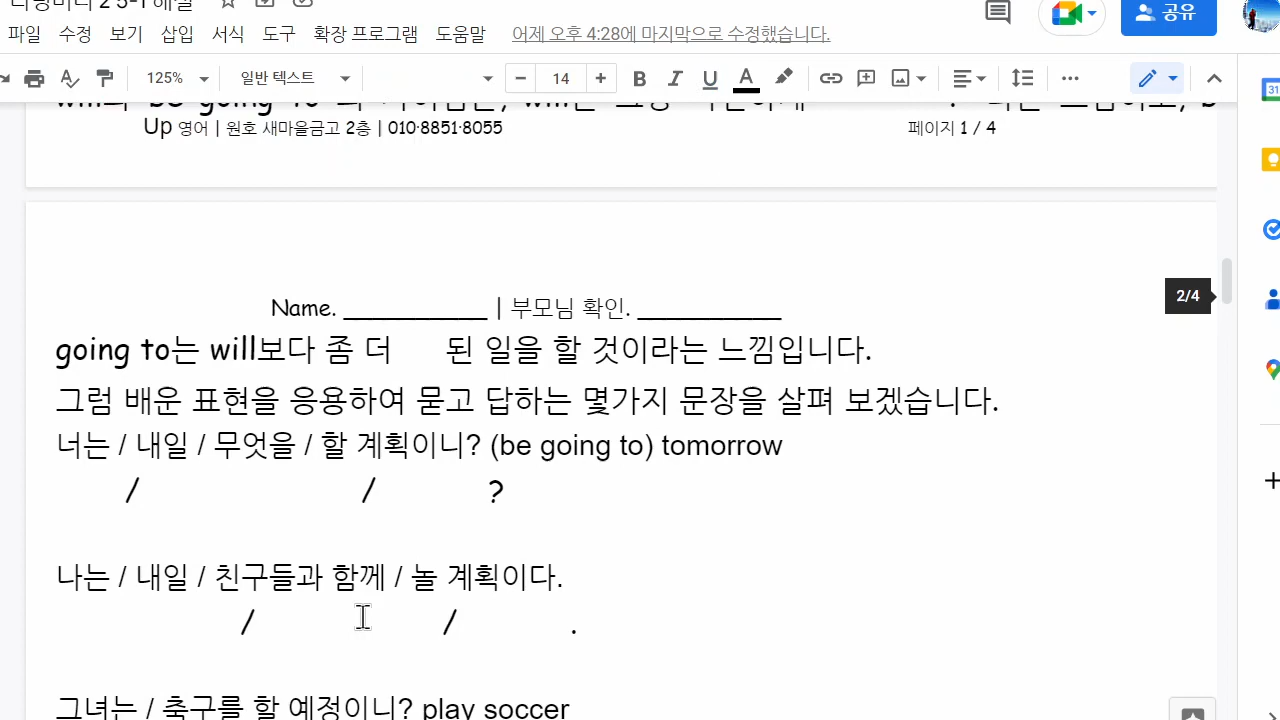 파일 수정 보기 삽입 서식 도구 확장 프로그램 도움말 어제 오후 4:28에 마지막으로 수정했습니다. 공유
125% 일반 텍스트 14 B I U A
Up 영어 | 원호 새마을금고 2층 | 010·8851·8055 페이지 1 / 4
Name. ___________ | 부모님 확인. ___________
2/4
going to는 will보다 좀 더 된 일을 할 것이라는 느낌입니다.
그럼 배운 표현을 응용하여 묻고 답하는 몇가지 문장을 살펴 보겠습니다.
너는 / 내일 / 무엇을 / 할 계획이니? (be going to) tomorrow
/ / ?
나는 / 내일 / 친구들과 함께 / 놀 계획이다.
/ / .
그녀는 / 축구를 할 예정이니? play soccer